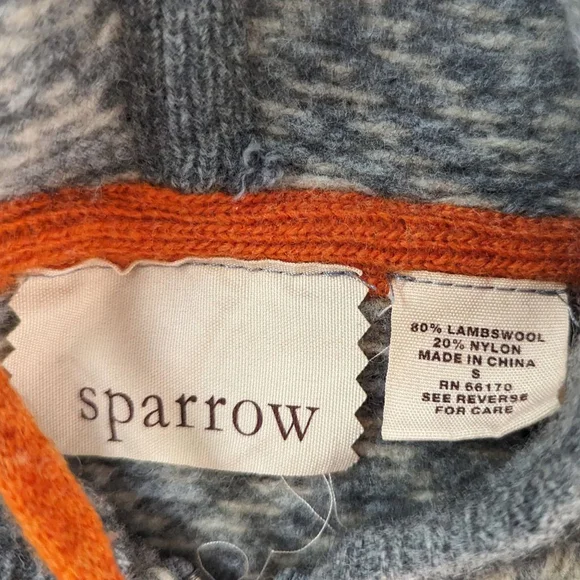 sparrow
80% LAMBSWOOL
20% NYLON
MADE IN CHINA
S
RN 66170
SEE REVERSE
FOR CARE